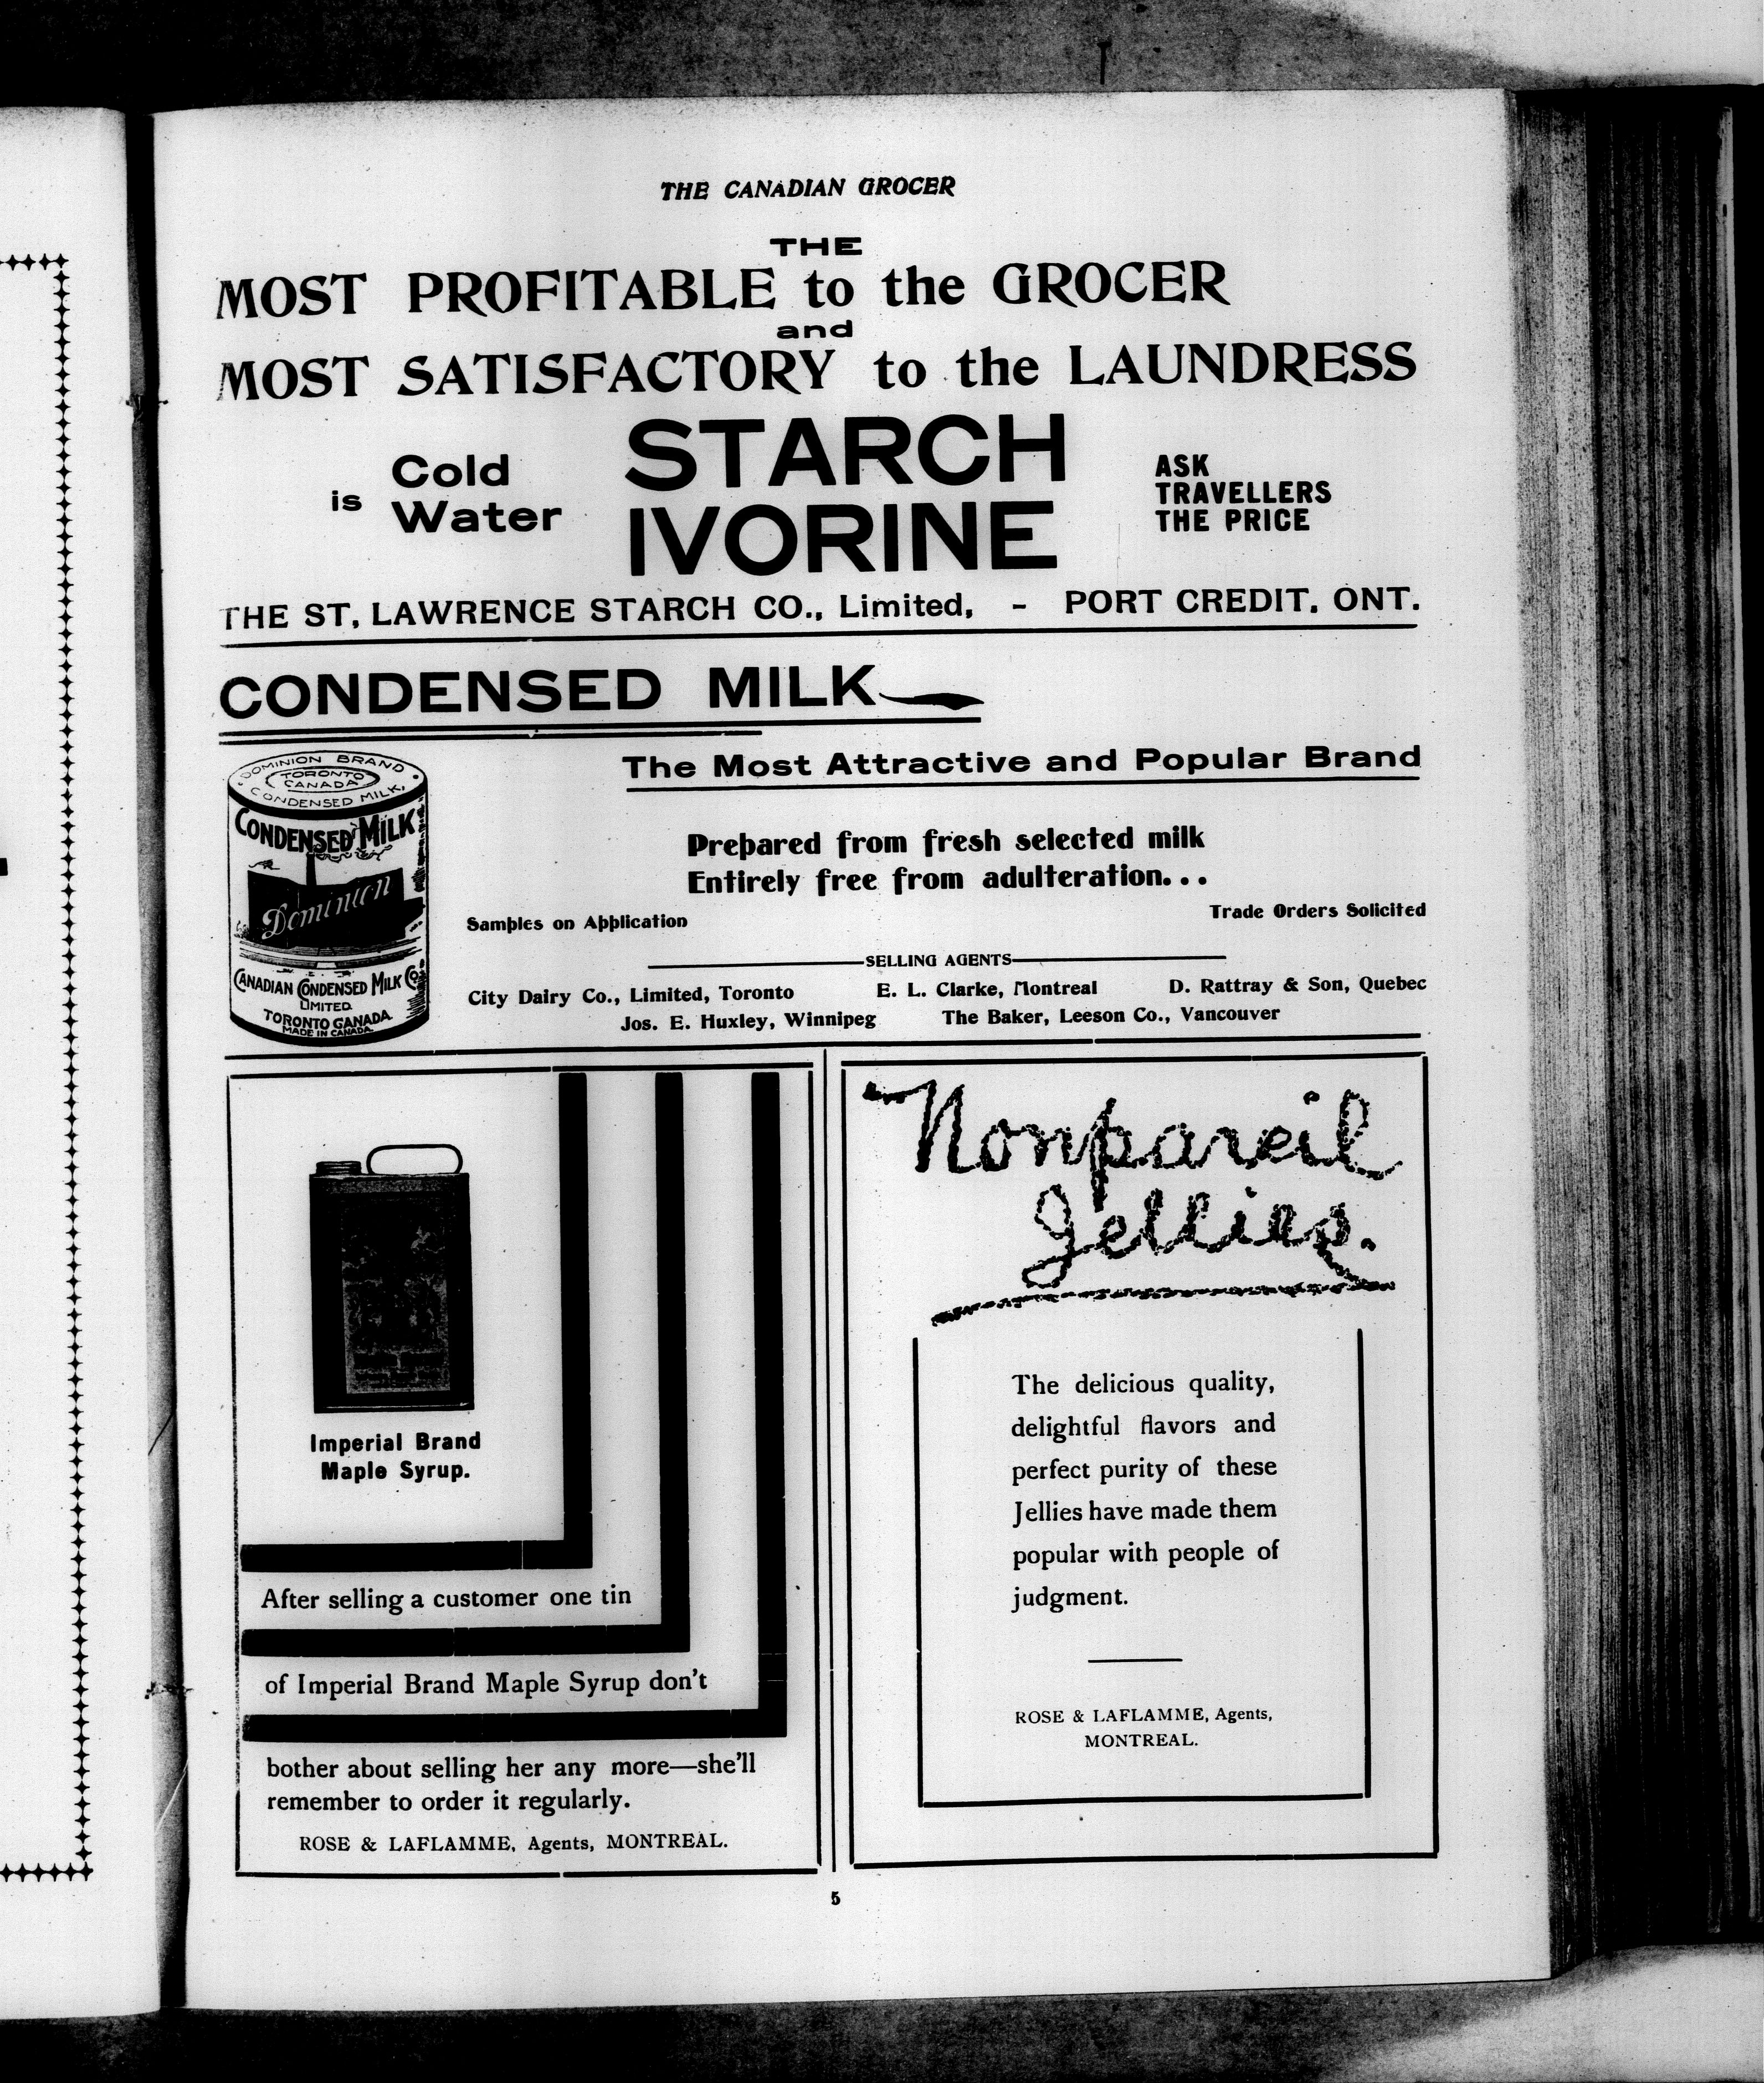 THE CANADIAN GROCER
THE
MOST PROFITABLE to the GROCER
and
MOST SATISFACTORY to the LAUNDRESS
is Cold Water
STARCH
IVORINE
ASK
TRAVELLERS
THE PRICE
THE ST. LAWRENCE STARCH CO., Limited, - PORT CREDIT. ONT.
CONDENSED MILK
DOMINION BRAND
TORONTO
CANADA
CONDENSED MILK,
CONDENSED MILK
Dominion
CANADIAN CONDENSED MILK CO.
LIMITED.
TORONTO CANADA.
MADE IN CANADA.
The Most Attractive and Popular Brand
Prepared from fresh selected milk
Entirely free from adulteration...
Samples on Application
Trade Orders Solicited
SELLING AGENTS
City Dairy Co., Limited, Toronto E. L. Clarke, Montreal D. Rattray & Son, Quebec
Jos. E. Huxley, Winnipeg The Baker, Leeson Co., Vancouver
Imperial Brand
Maple Syrup.
After selling a customer one tin
of Imperial Brand Maple Syrup don't
bother about selling her any more—she'll
remember to order it regularly.
ROSE & LAFLAMME, Agents, MONTREAL.
Nonpareil
Jellies.
The delicious quality,
delightful flavors and
perfect purity of these
Jellies have made them
popular with people of
judgment.
ROSE & LAFLAMME, Agents,
MONTREAL.
5